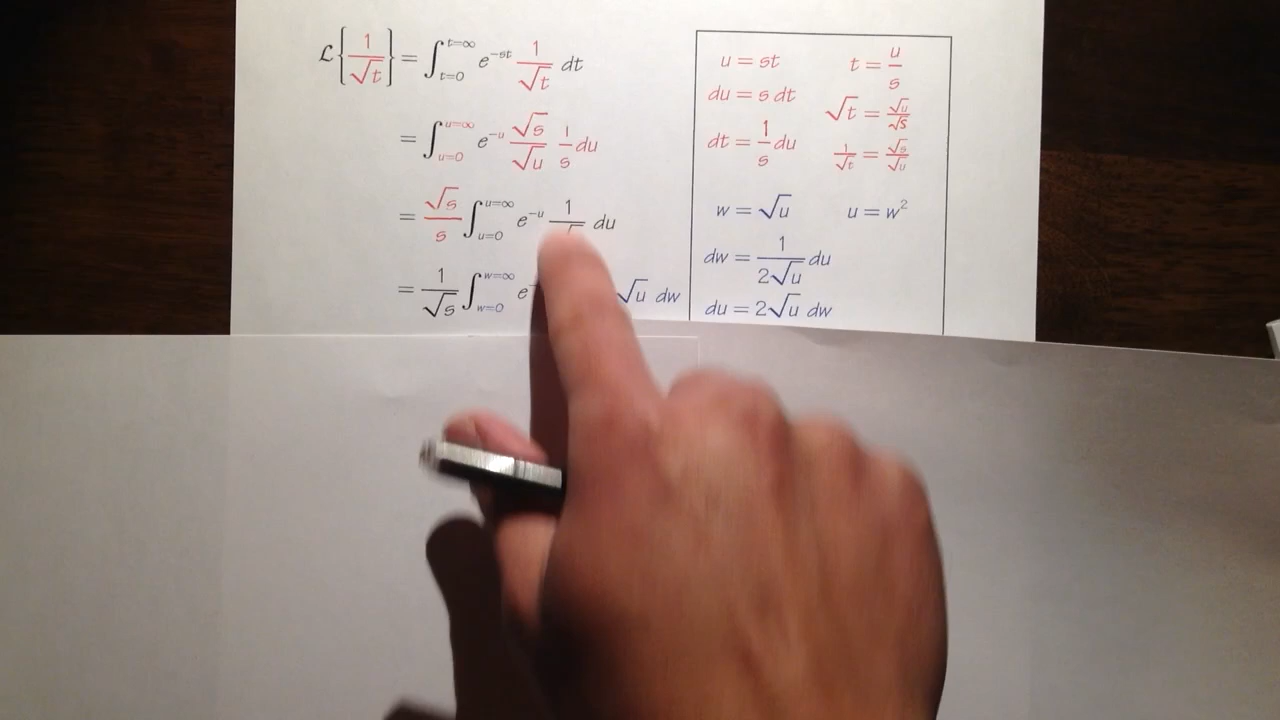 ℒ{1/√t} = ∫_{t=0}^{t=∞} e^{-st} 1/√t dt
= ∫_{u=0}^{u=∞} e^{-u} √s/√u 1/s du
= √s/s ∫_{u=0}^{u=∞} e^{-u} 1/√ du
= 1/√s ∫_{w=0}^{w=∞} e^- √u dw
u = st t = u/s
du = s dt √t = √u/√s
dt = 1/s du 1/√t = √s/√u
w = √u u = w²
dw = 1/2√u du
du = 2√u dw